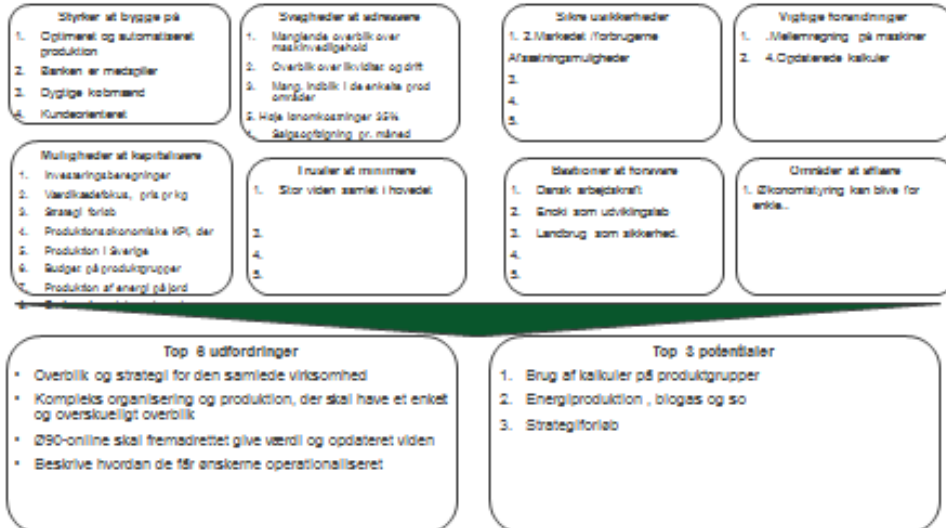 Styrker at bygge på
1. Optimeret og automatiseret
produktion
2. Banken er medspiller
3. Dygtige købmænd
4. Kundeorienteret
Svagheder at adressere
1. Manglende overblik over
maskinvedligehold
2. Overblik over likviditet og drift
3. Mang. indblik i de enkelte prod
områder
5. Høje lønomkostninger 35%
4. Salgsopfølgning pr. måned
Sikre usikkerheder
1. 2.Markedet /forbrugerne
Afsætningsmuligheder
3.
4.
5.
Vigtige forandringer
1. .Mellemregning på maskiner
2. 4.Opdaterede kalkuler
Muligheder at kapitalisere
1. Investeringsberegninger
2. Værdikædefokus, pris pr kg
3. Strategi forløb
4. Produktionsøkonomiske KPI, der
5. Produktion i Sverige
6. Budget på produktgrupper
7. Produktion af energi på jord
8.
Trusler at minimere
1. Stor viden samlet i hovedet
3.
4.
5.
Bastioner at forsvare
1. Dansk arbejdskraft
2. Enoki som udviklingslab
3. Landbrug som sikkerhed.
4.
5.
Områder at aflære
1. Økonomistyring kan blive for
enkle..
Top 6 udfordringer
• Overblik og strategi for den samlede virksomhed
• Kompleks organisering og produktion, der skal have et enkelt
og overskueligt overblik
• Ø90-online skal fremadrettet give værdi og opdateret viden
• Beskrive hvordan de får ønskerne operationaliseret
Top 3 potentialer
1. Brug af kalkuler på produktgrupper
2. Energiproduktion , biogas og so
3. Strategiforløb